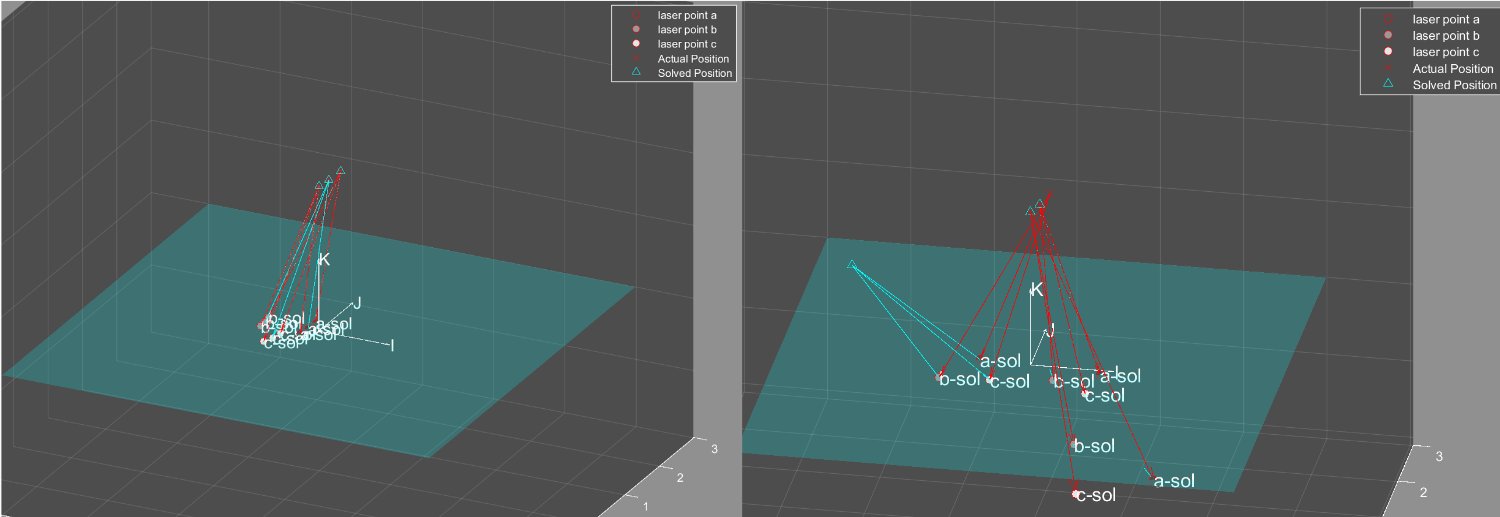 laser point a
laser point b
laser point c
Actual Position
Solved Position
K
J
I
b-sol
b-sol
a-sol
c-sol
c-sol
3
2
1
laser point a
laser point b
laser point c
Actual Position
Solved Position
K
J
I
a-sol
b-sol
c-sol
b-sol
a-sol
c-sol
b-sol
a-sol
c-sol
3
2